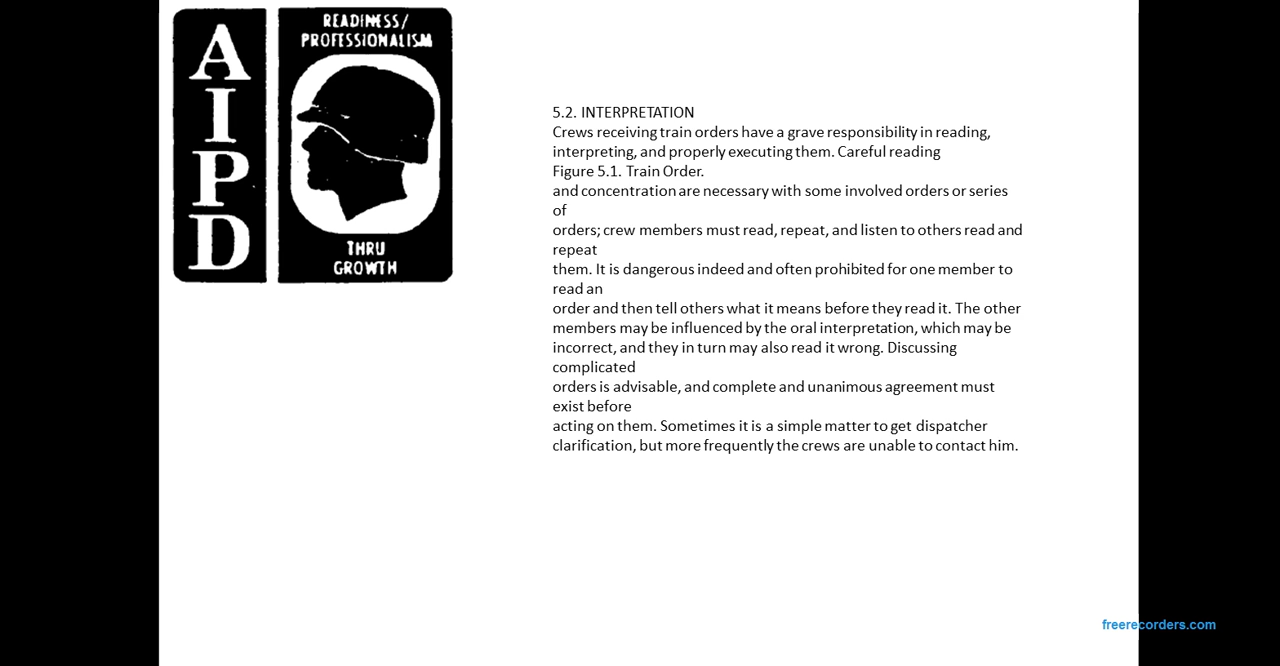 A
I
P
D
READINESS/
PROFESSIONALISM
THRU
GROWTH
5.2. INTERPRETATION
Crews receiving train orders have a grave responsibility in reading,
interpreting, and properly executing them. Careful reading
Figure 5.1. Train Order.
and concentration are necessary with some involved orders or series
of
orders; crew members must read, repeat, and listen to others read and
repeat
them. It is dangerous indeed and often prohibited for one member to
read an
order and then tell others what it means before they read it. The other
members may be influenced by the oral interpretation, which may be
incorrect, and they in turn may also read it wrong. Discussing
complicated
orders is advisable, and complete and unanimous agreement must
exist before
acting on them. Sometimes it is a simple matter to get dispatcher
clarification, but more frequently the crews are unable to contact him.
freerecorders.com